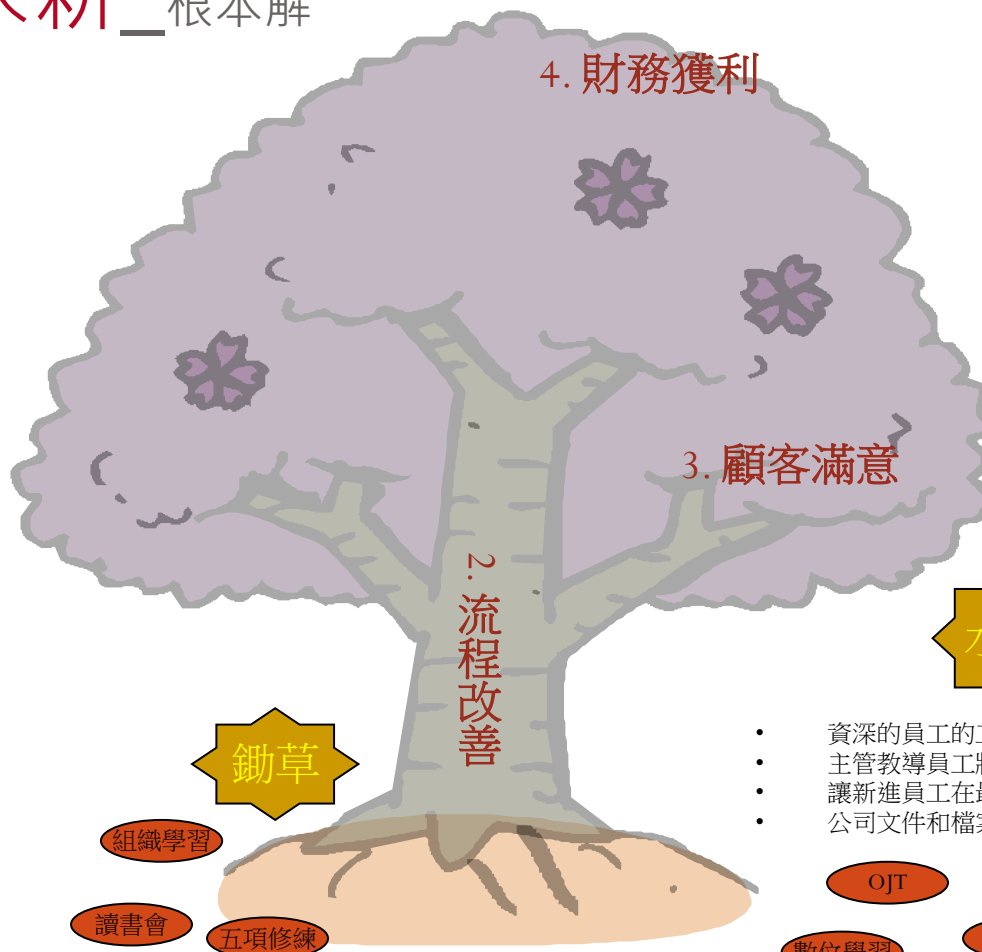 新_根本解
4. 財務獲利
3. 顧客滿意
2. 流程改善
鋤草
• 資深的員工的
• 主管教導員工
• 讓新進員工在
• 公司文件和檔
組織學習
OJT
讀書會
五項修練
數位學習